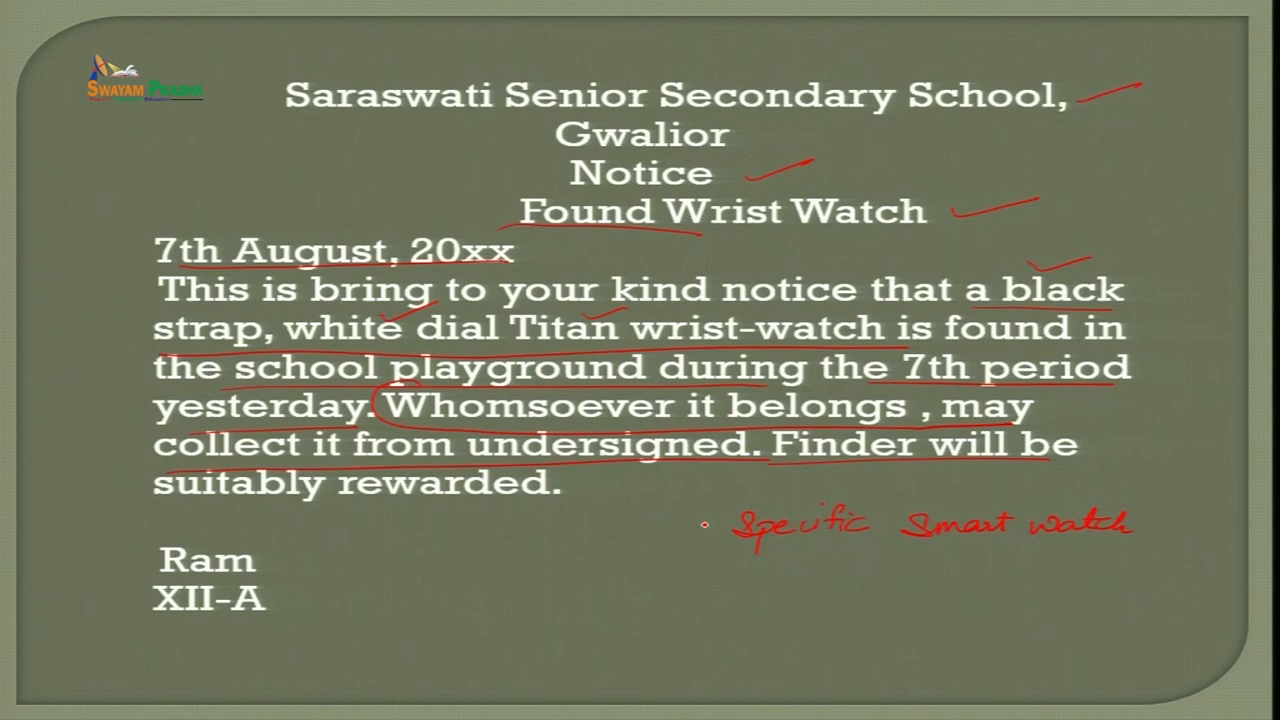 SWAYAM PRABHA
Saraswati Senior Secondary School,
Gwalior
Notice
Found Wrist Watch
7th August, 20xx
This is bring to your kind notice that a black
strap, white dial Titan wrist-watch is found in
the school playground during the 7th period
yesterday. Whomsoever it belongs , may
collect it from undersigned. Finder will be
suitably rewarded.
Specific Smart watch
Ram
XII-A